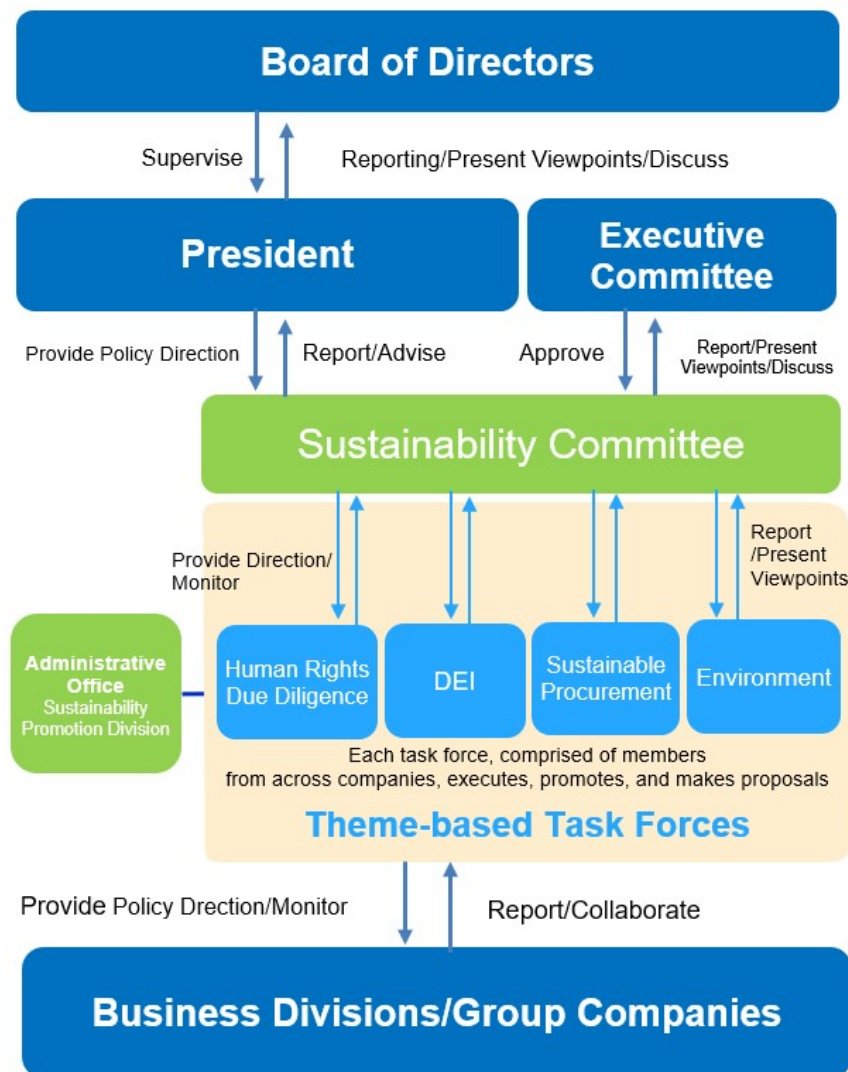 Board of Directors
Supervise
Reporting/Present Viewpoints/Discuss
President
Executive
Committee
Provide Policy Direction
Report/Advise
Approve
Report/Present
Viewpoints/Discuss
Sustainability Committee
Provide Direction/
Monitor
Report
/Present
Viewpoints
Administrative
Office
Sustainability
Promotion Division
Human Rights
Due Diligence
DEI
Sustainable
Procurement
Environment
Each task force, comprised of members
from across companies, executes, promotes, and makes proposals
Theme-based Task Forces
Provide Policy Direction/Monitor
Report/Collaborate
Business Divisions/Group Companies